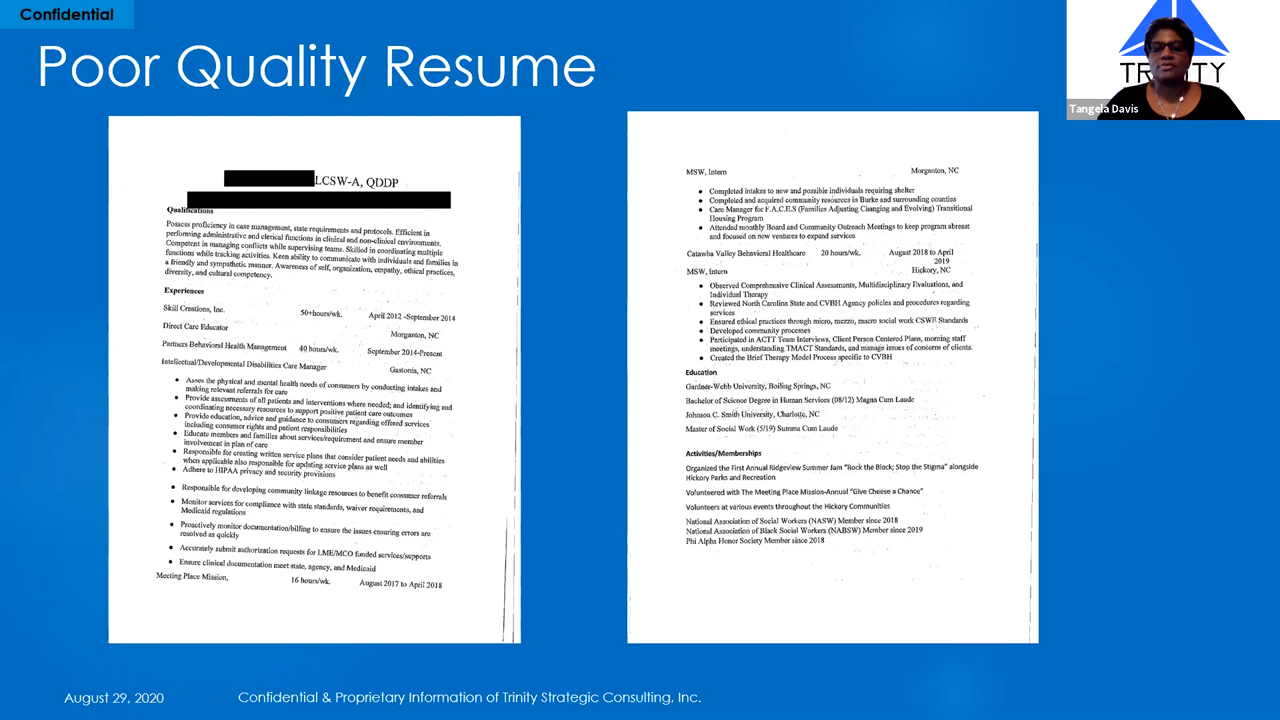 Confidential
Poor Quality Resume
TRINITY
Tangela Davis
LCSW-A, QDDP
Qualifications
Possess proficiency in case management, state requirements and protocols. Efficient in
performing administrative and clerical functions in clinical and non-clinical environments.
Competent in managing conflicts while supervising teams. Skilled in coordinating multiple
functions while tracking activities. Keen ability to communicate with individuals and families in
a friendly and sympathetic manner. Awareness of self, organization, empathy, ethical practices,
diversity, and cultural competency.
Experiences
Skill Creations, Inc. 50+hours/wk. April 2012 -September 2014
Direct Care Educator Morganton, NC
Partners Behavioral Health Management 40 hours/wk. September 2014-Present
Intellectual/Developmental Disabilities Care Manager Gastonia, NC
• Asses the physical and mental health needs of consumers by conducting intakes and
making relevant referrals for care
• Provide assessments of all patients and interventions where needed; and identifying and
coordinating necessary resources to support positive patient care outcomes
• Provide education, advice and guidance to consumers regarding offered services
including consumer rights and patient responsibilities
• Educate members and families about services/requirement and ensure member
involvement in plan of care
• Responsible for creating written service plans that consider patient needs and abilities
when applicable also responsible for updating service plans as well
• Adhere to HIPAA privacy and security provisions
• Responsible for developing community linkage resources to benefit consumer referrals
• Monitor services for compliance with state standards, waiver requirements, and
Medicaid regulations
• Proactively monitor documentation/billing to ensure the issues ensuring errors are
resolved as quickly
• Accurately submit authorization requests for LME/MCO funded services/supports
• Ensure clinical documentation meet state, agency, and Medicaid
Meeting Place Mission, 16 hours/wk. August 2017 to April 2018
MSW, Intern Morganton, NC
• Completed intakes to new and possible individuals requiring shelter
• Completed and acquired community resources in Burke and surrounding counties
• Care Manager for F.A.C.E.S (Families Adjusting Changing and Evolving) Transitional
Housing Program
• Attended monthly Board and Community Outreach Meetings to keep program abreast
and focused on new ventures to expand services
Catawba Valley Behavioral Healthcare 20 hours/wk. August 2018 to April
2019
MSW, Intern Hickory, NC
• Observed Comprehensive Clinical Assessments, Multidisciplinary Evaluations, and
Individual Therapy
• Reviewed North Carolina State and CVBH Agency policies and procedures regarding
services
• Ensured ethical practices through micro, mezzo, macro social work CSWE Standards
• Developed community processes
• Participated in ACTT Team Interviews, Client Person Centered Plans, morning staff
meetings, understanding TMACT Standards, and manage issues of concerns of clients.
• Created the Brief Therapy Model Process specific to CVBH
Education
Gardner-Webb University, Boiling Springs, NC
Bachelor of Science Degree in Human Services (08/12) Magna Cum Laude
Johnson C. Smith University, Charlotte, NC
Master of Social Work (5/19) Summa Cum Laude
Activities/Memberships
Organized the First Annual Ridgeview Summer Jam "Rock the Block; Stop the Stigma" alongside
Hickory Parks and Recreation
Volunteered with The Meeting Place Mission-Annual "Give Cheese a Chance"
Volunteers at various events throughout the Hickory Communities
National Association of Social Workers (NASW) Member since 2018
National Association of Black Social Workers (NABSW) Member since 2019
Phi Alpha Honor Society Member since 2018
August 29, 2020
Confidential & Proprietary Information of Trinity Strategic Consulting, Inc.